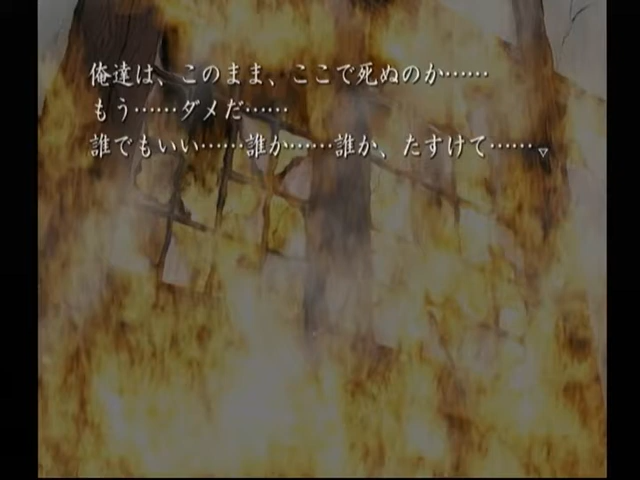 俺達は、このまま、ここで死ぬのか……
もう……ダメだ……
誰でもいい……誰か……誰か、たすけて……